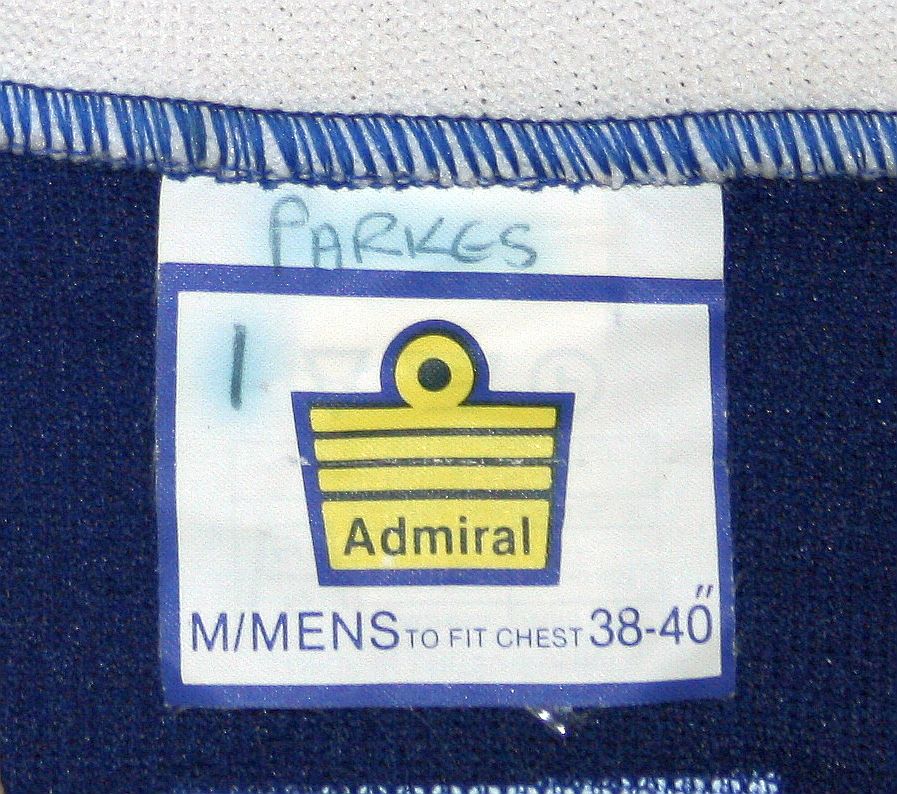 PARKES
1
Admiral
M/MENS TO FIT CHEST 38-40"